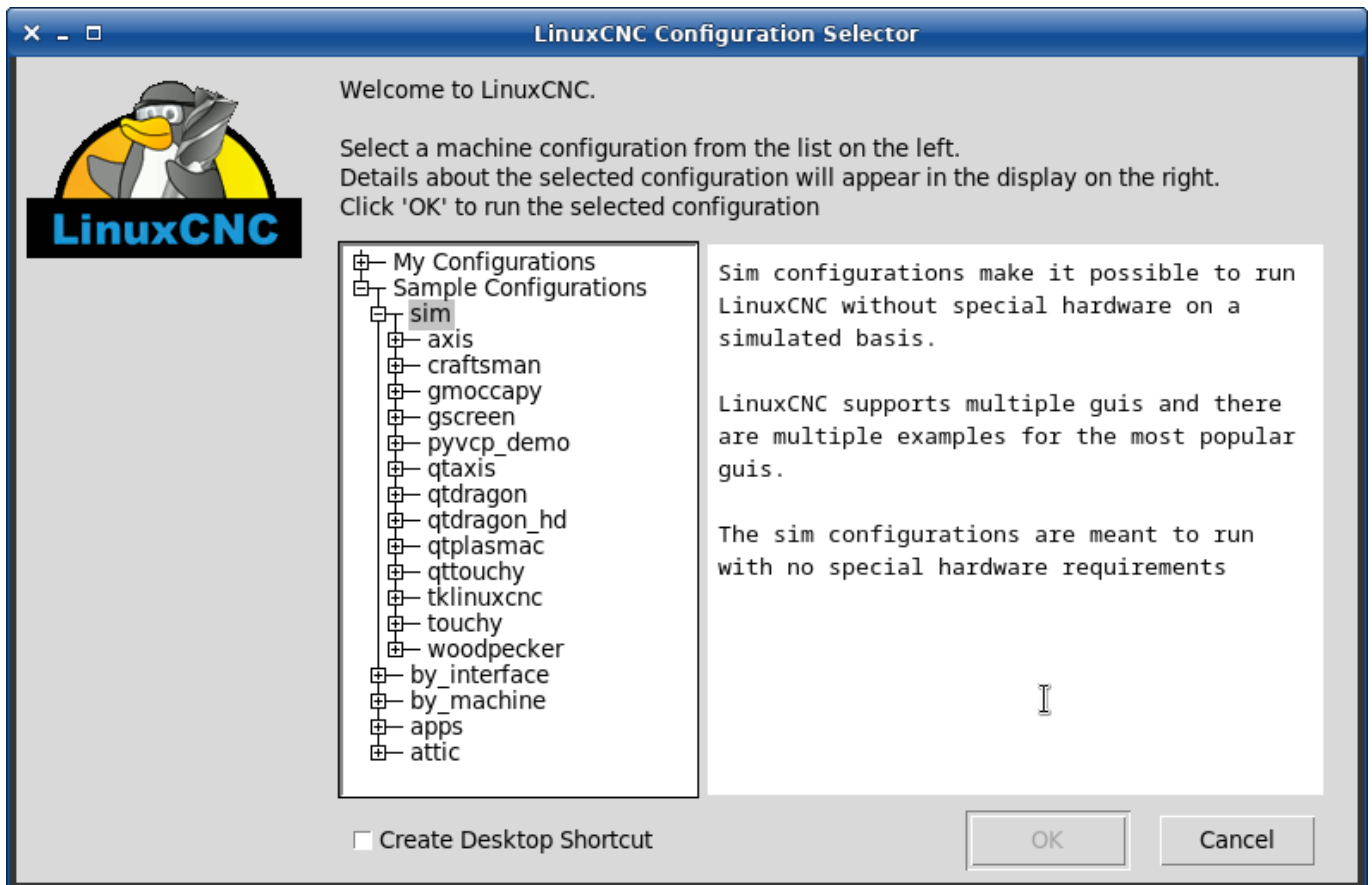 LinuxCNC Configuration Selector
LinuxCNC
Welcome to LinuxCNC.
Select a machine configuration from the list on the left.
Details about the selected configuration will appear in the display on the right.
Click 'OK' to run the selected configuration
My Configurations
Sample Configurations
sim
axis
craftsman
gmoccapy
gscreen
pyvcp_demo
qtaxis
qtdragon
qtdragon_hd
qtplasmac
qttouchy
tklinuxcnc
touchy
woodpecker
by_interface
by_machine
apps
attic
Sim configurations make it possible to run
LinuxCNC without special hardware on a
simulated basis.
LinuxCNC supports multiple guis and there
are multiple examples for the most popular
guis.
The sim configurations are meant to run
with no special hardware requirements
Create Desktop Shortcut
OK
Cancel